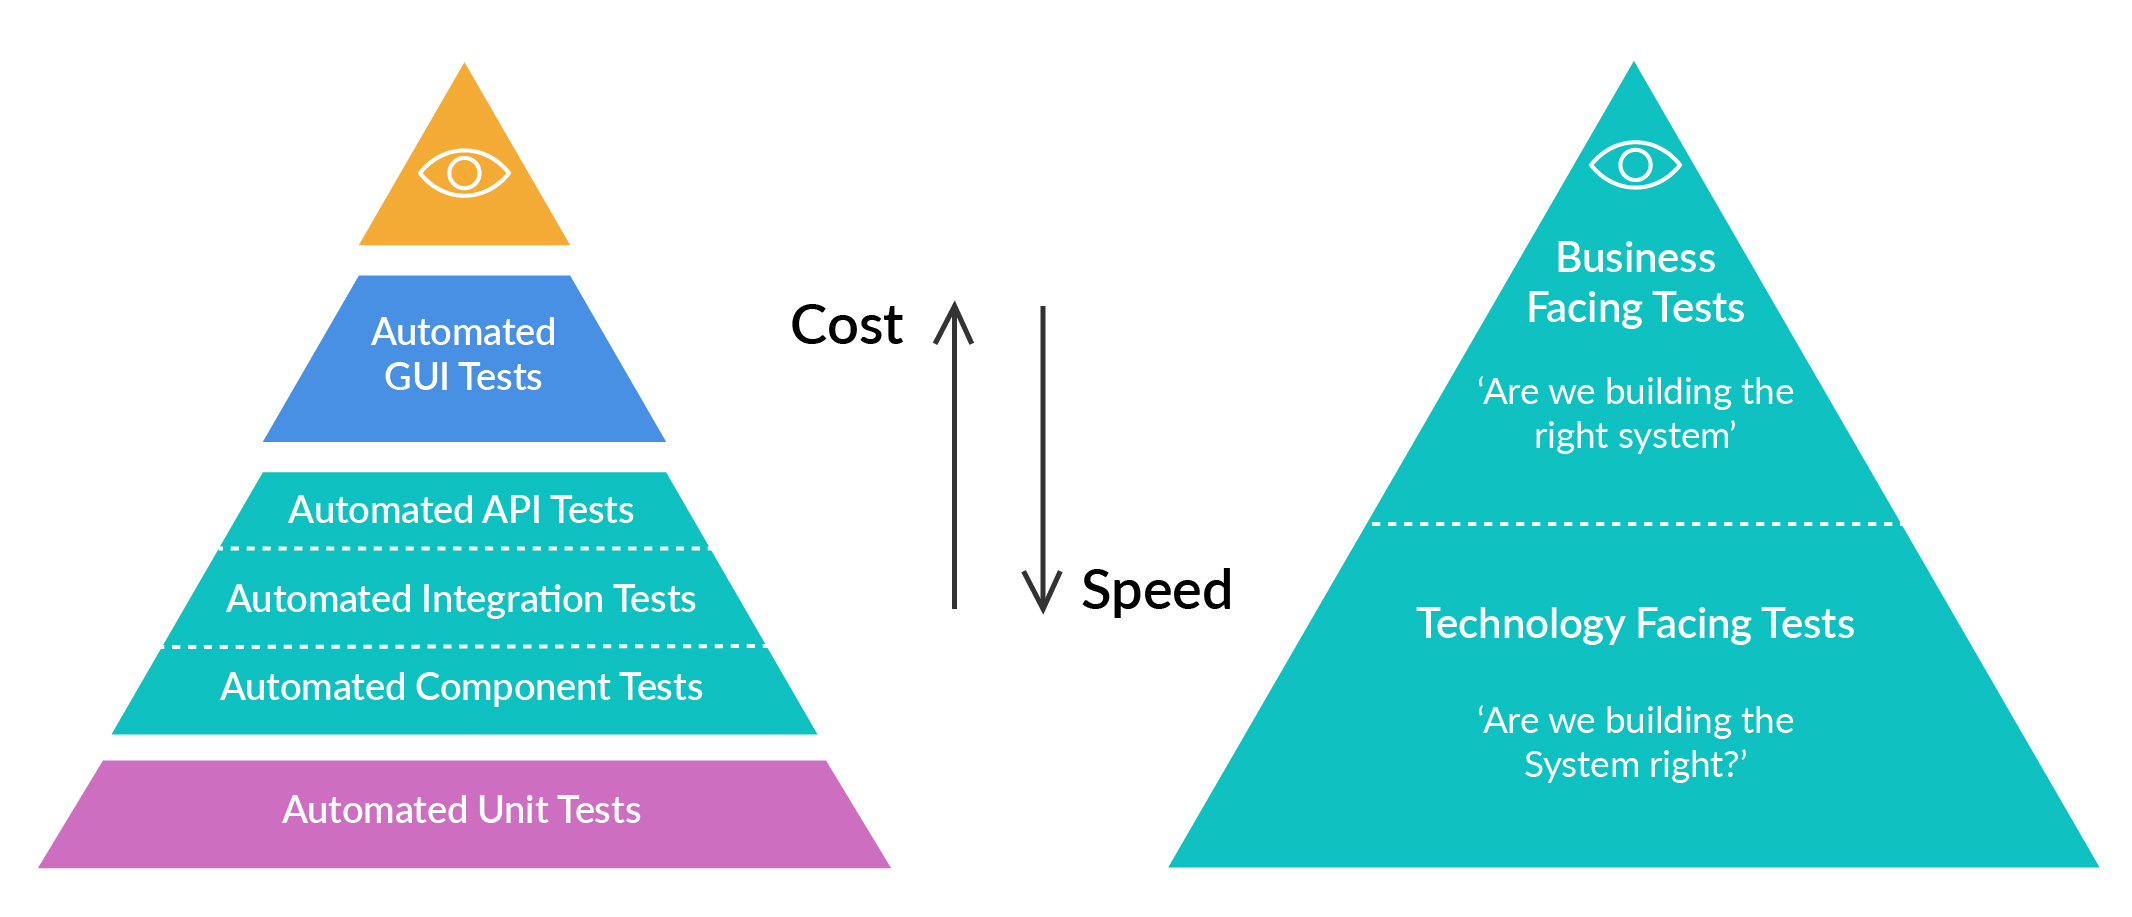 Automated
GUI Tests
Automated API Tests
Automated Integration Tests
Automated Component Tests
Automated Unit Tests
Cost
Speed
Business
Facing Tests
‘Are we building the
right system’
Technology Facing Tests
‘Are we building the
System right?’